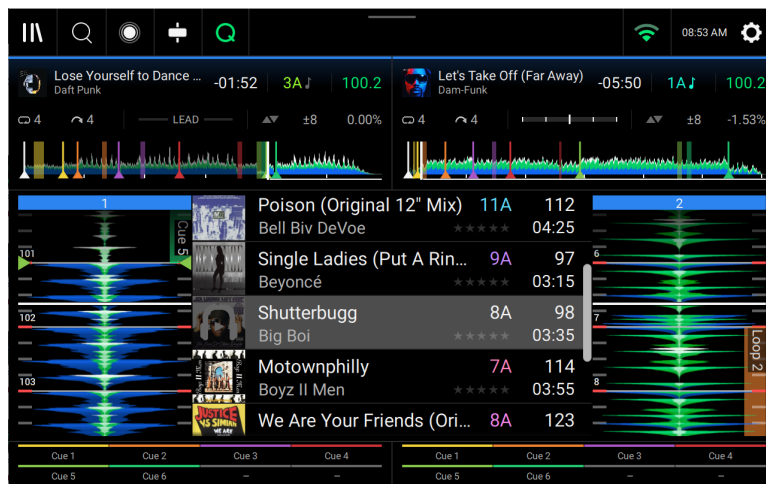 Q
08:53 AM
Lose Yourself to Dance ...
Daft Punk
-01:52
3A
100.2
Let's Take Off (Far Away)
Dam-Funk
-05:50
1A
100.2
4
4
LEAD
±8
0.00%
4
4
±8
-1.53%
1
Cue 5
101
102
103
Poison (Original 12" Mix) 11A 112
Bell Biv DeVoe 04:25
Single Ladies (Put A Rin... 9A 97
Beyoncé 03:15
Shutterbugg 8A 98
Big Boi 03:35
Motownphilly 7A 114
Boyz II Men 03:55
JUSTICE
VS SIMIAN
WE ARE
We Are Your Friends (Ori... 8A 123
2
6
7
8
Loop 2
Cue 1 Cue 2 Cue 3 Cue 4
Cue 5 Cue 6 – –
Cue 1 Cue 2 Cue 3 Cue 4
Cue 5 Cue 6 – –